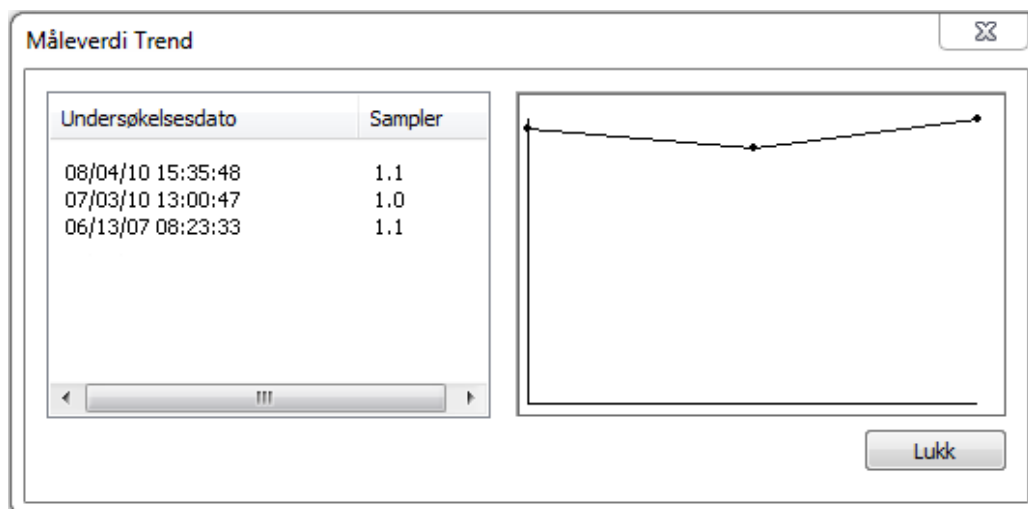 Måleverdi Trend
Undersøkelsesdato Sampler
08/04/10 15:35:48 1.1
07/03/10 13:00:47 1.0
06/13/07 08:23:33 1.1
Lukk